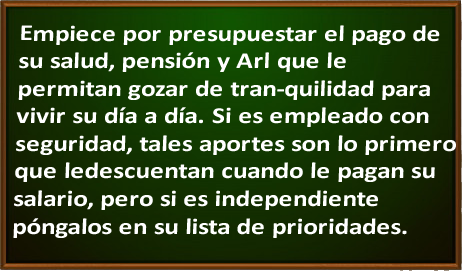 Empiece por presupuestar el pago de
su salud, pensión y Arl que le
permitan gozar de tran-quilidad para
vivir su día a día. Si es empleado con
seguridad, tales aportes son lo primero
que ledescuentan cuando le pagan su
salario, pero si es independiente
póngalos en su lista de prioridades.